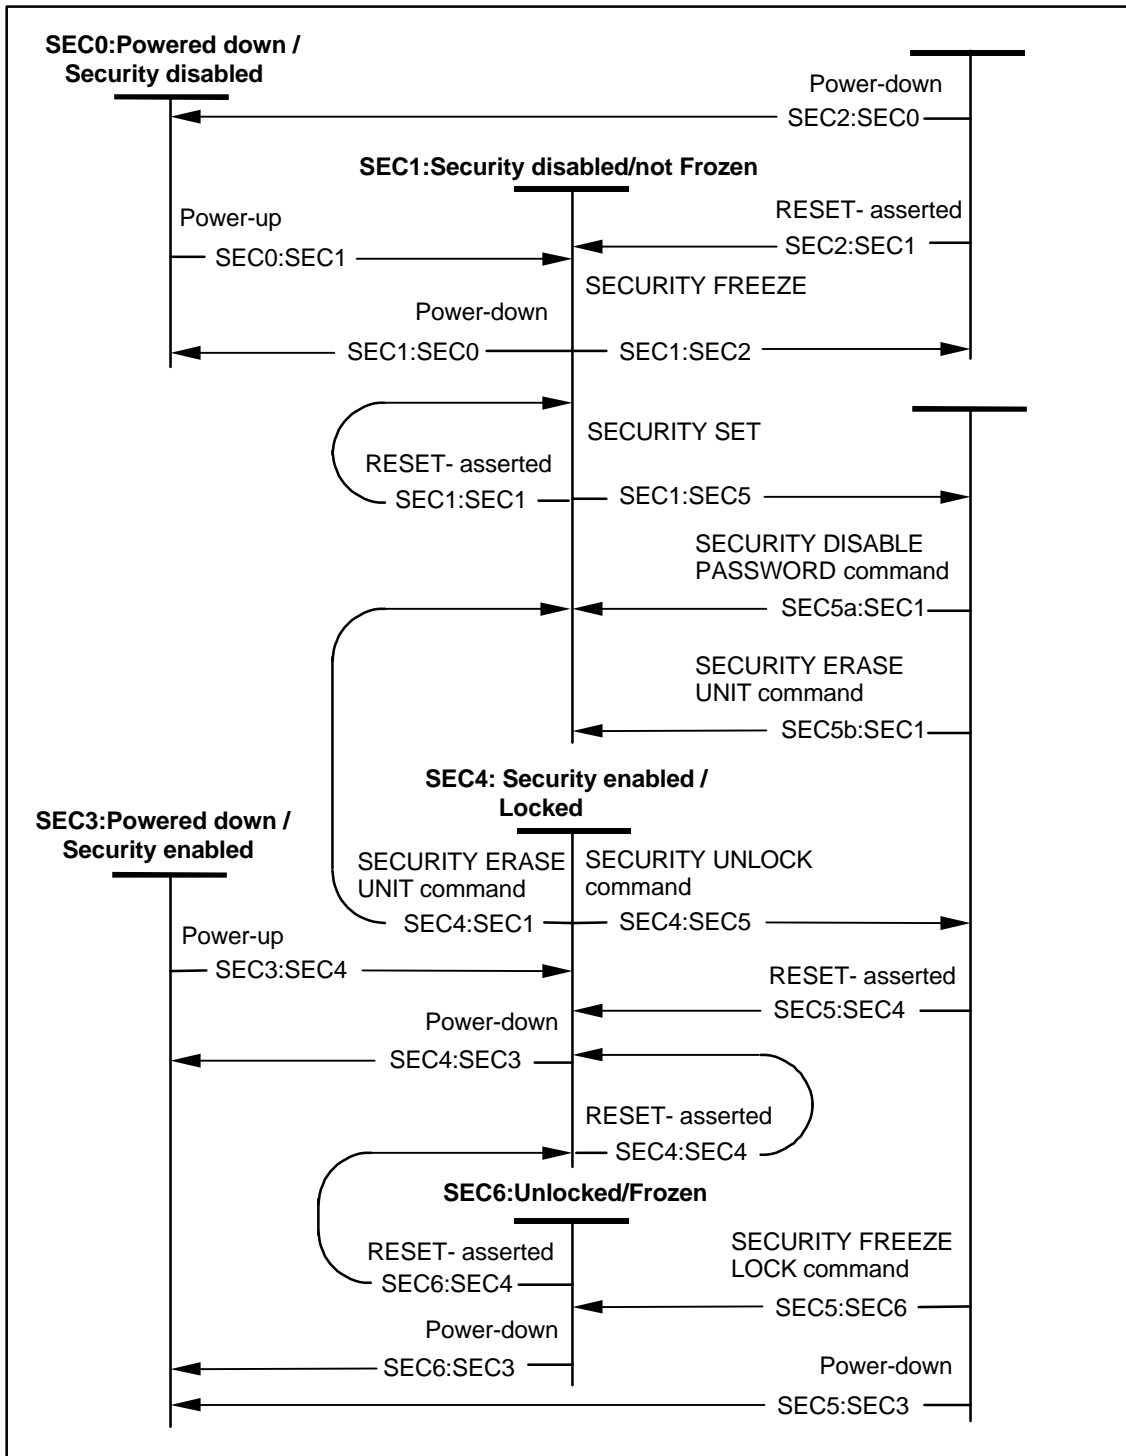 SEC0:Powered down /
Security disabled
Power-down
SEC2:SEC0
SEC1:Security disabled/not Frozen
Power-up
RESET- asserted
SEC0:SEC1
SEC2:SEC1
SECURITY FREEZE
Power-down
SEC1:SEC0
SEC1:SEC2
SECURITY SET
RESET- asserted
SEC1:SEC1
SEC1:SEC5
SECURITY DISABLE
PASSWORD command
SEC5a:SEC1
SECURITY ERASE
UNIT command
SEC5b:SEC1
SEC4: Security enabled /
Locked
SEC3:Powered down /
Security enabled
SECURITY ERASE
UNIT command
SECURITY UNLOCK
command
SEC4:SEC1
SEC4:SEC5
Power-up
SEC3:SEC4
RESET- asserted
SEC5:SEC4
Power-down
SEC4:SEC3
RESET- asserted
SEC4:SEC4
SEC6:Unlocked/Frozen
RESET- asserted
SEC6:SEC4
SECURITY FREEZE
LOCK command
SEC5:SEC6
Power-down
SEC6:SEC3
Power-down
SEC5:SEC3